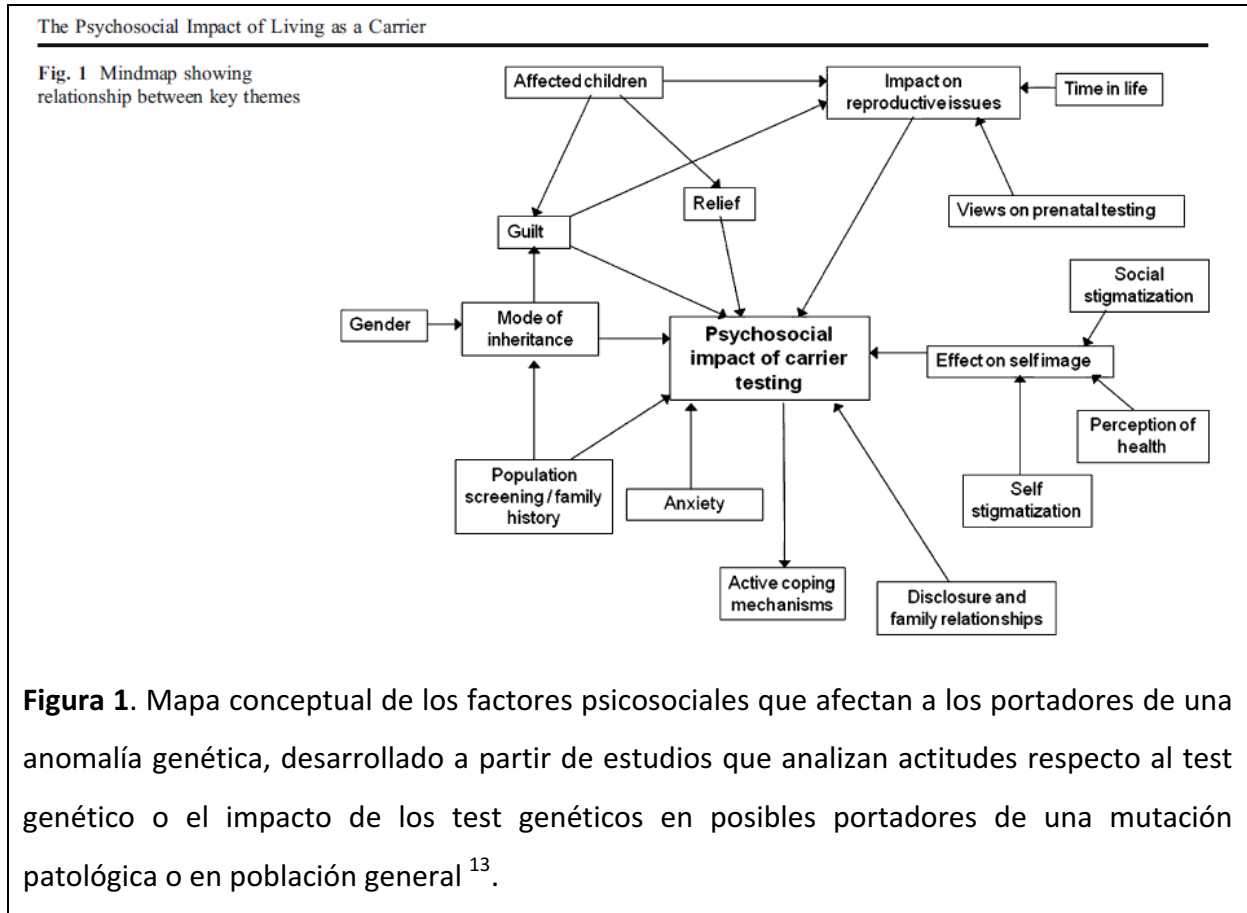 The Psychosocial Impact of Living as a Carrier
Fig. 1 Mindmap showing
relationship between key themes
Affected children
Impact on
reproductive issues
Time in life
Relief
Views on prenatal testing
Guilt
Social
stigmatization
Gender
Mode of
inheritance
Psychosocial
impact of carrier
testing
Effect on self image
Perception of
health
Population
screening / family
history
Anxiety
Self
stigmatization
Active coping
mechanisms
Disclosure and
family relationships
Figura 1. Mapa conceptual de los factores psicosociales que afectan a los portadores de una
anomalía genética, desarrollado a partir de estudios que analizan actitudes respecto al test
genético o el impacto de los test genéticos en posibles portadores de una mutación
patológica o en población general 13.